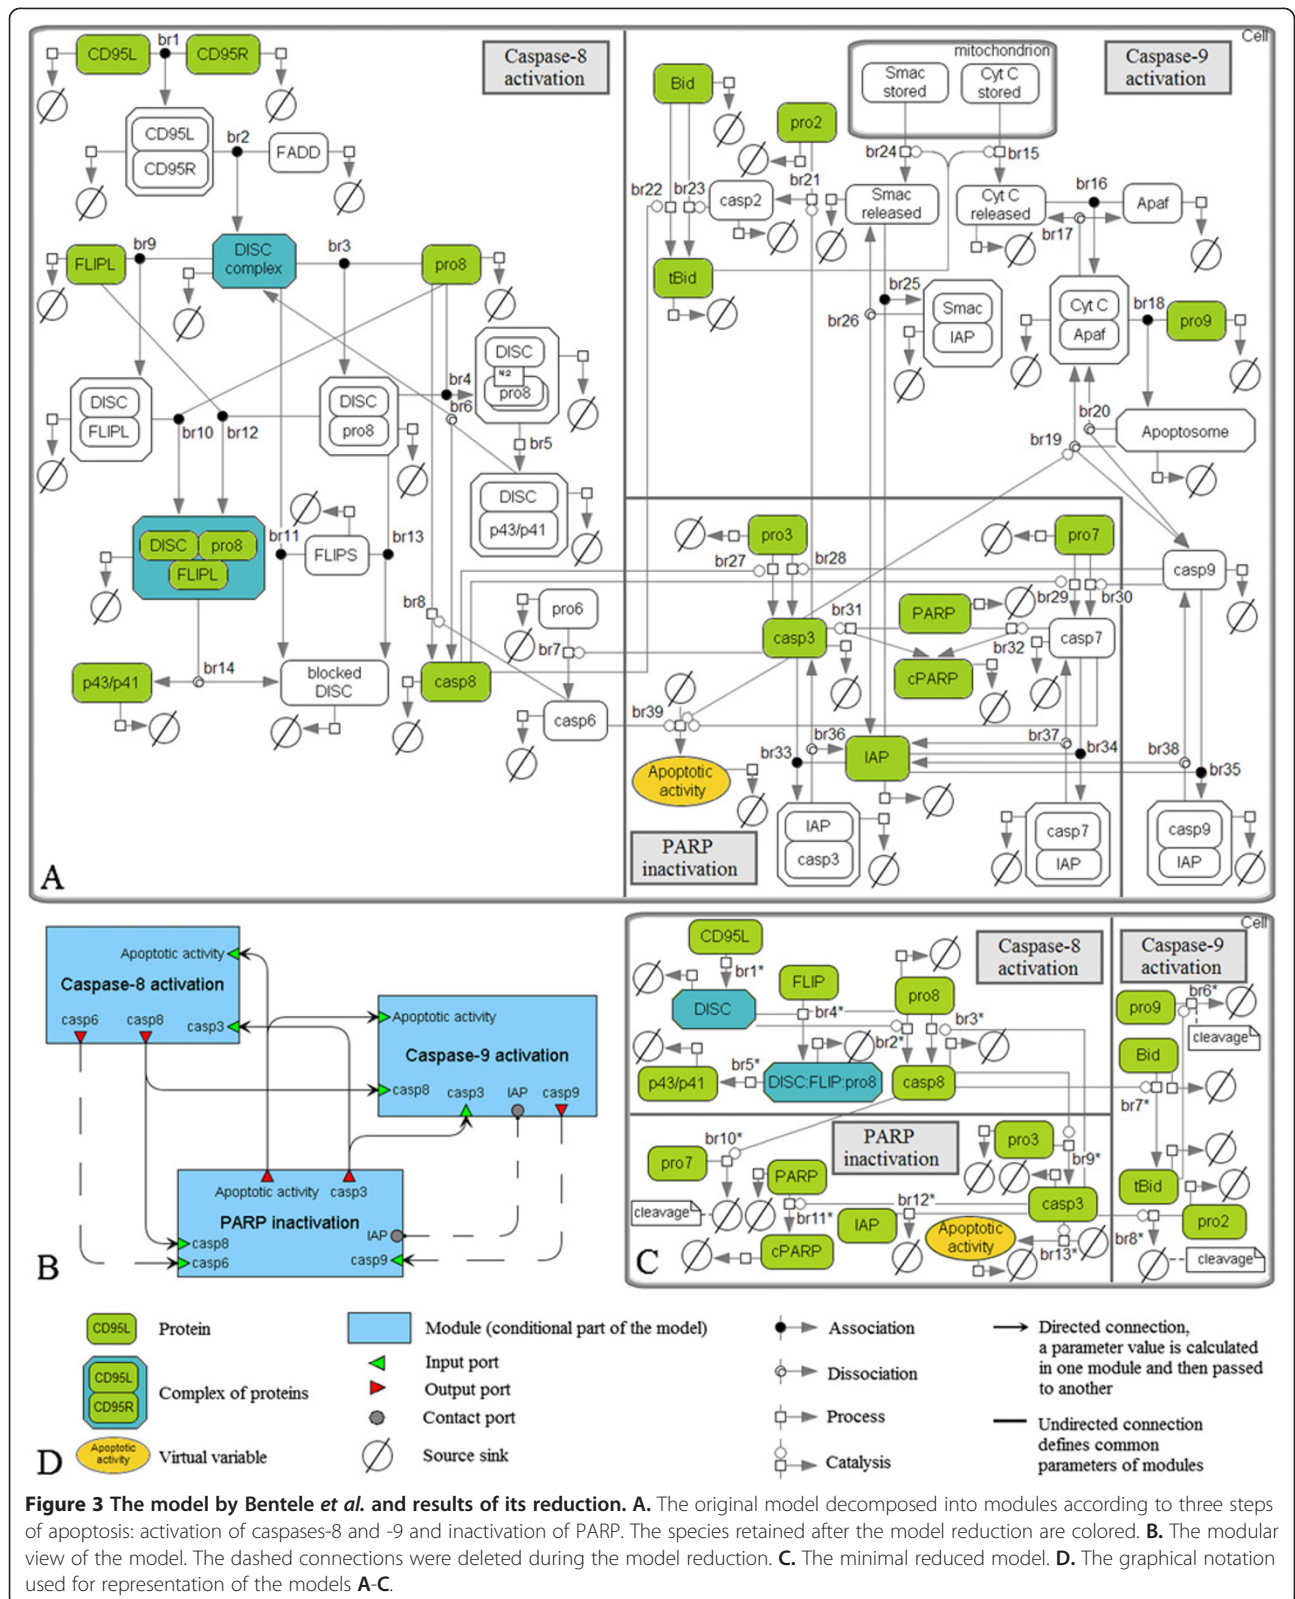 Cell
CD95L
br1
CD95R
Caspase-8
activation
mitochondrion
Smac
stored
Cyt C
stored
Caspase-9
activation
Bid
pro2
CD95L
CD95R
br2
FADD
br24
br15
br22
br23
br21
casp2
Smac
released
Cyt C
released
br16
Apaf
br17
FLIPL
br9
DISC
complex
br3
pro8
tBid
br25
br26
Smac
IAP
Cyt C
Apaf
br18
pro9
DISC
FLIPL
br10
br12
DISC
pro8
br4
br6
DISC
N:2
pro8
br5
br20
br19
Apoptosome
DISC
p43/p41
DISC
pro8
FLIPL
br11
FLIPS
br13
pro3
pro7
br27
br28
br29
br30
casp9
br8
pro6
br7
casp3
br31
PARP
br32
casp7
cPARP
p43/p41
br14
blocked
DISC
casp8
casp6
br39
br33
br36
IAP
br37
br34
br38
br35
Apoptotic
activity
IAP
casp3
casp7
IAP
casp9
IAP
PARP
inactivation
A
Apoptotic activity
Caspase-8 activation
casp6
casp8
casp3
Apoptotic activity
Caspase-9 activation
casp8
casp3
IAP
casp9
Apoptotic activity
casp3
PARP inactivation
IAP
casp8
casp6
casp9
B
Cell
CD95L
Caspase-8
activation
Caspase-9
activation
br1*
DISC
FLIP
br4*
pro8
br3*
br2*
pro9
br6*
cleavage
Bid
p43/p41
br5*
DISC:FLIP:pro8
casp8
br7*
br10*
PARP
inactivation
pro3
br9*
pro7
PARP
casp3
tBid
pro2
cleavage
br11*
IAP
br12*
Apoptotic
activity
br13*
br8*
cleavage
cPARP
C
CD95L
Protein
CD95L
CD95R
Complex of proteins
Apoptotic
activity
Virtual variable
Module (conditional part of the model)
Input port
Output port
Contact port
Source sink
Association
Dissociation
Process
Catalysis
Directed connection,
a parameter value is calculated
in one module and then passed
to another
Undirected connection
defines common
parameters of modules
D
Figure 3 The model by Bentele et al. and results of its reduction. A. The original model decomposed into modules according to three steps
of apoptosis: activation of caspases-8 and -9 and inactivation of PARP. The species retained after the model reduction are colored. B. The modular
view of the model. The dashed connections were deleted during the model reduction. C. The minimal reduced model. D. The graphical notation
used for representation of the models A-C.